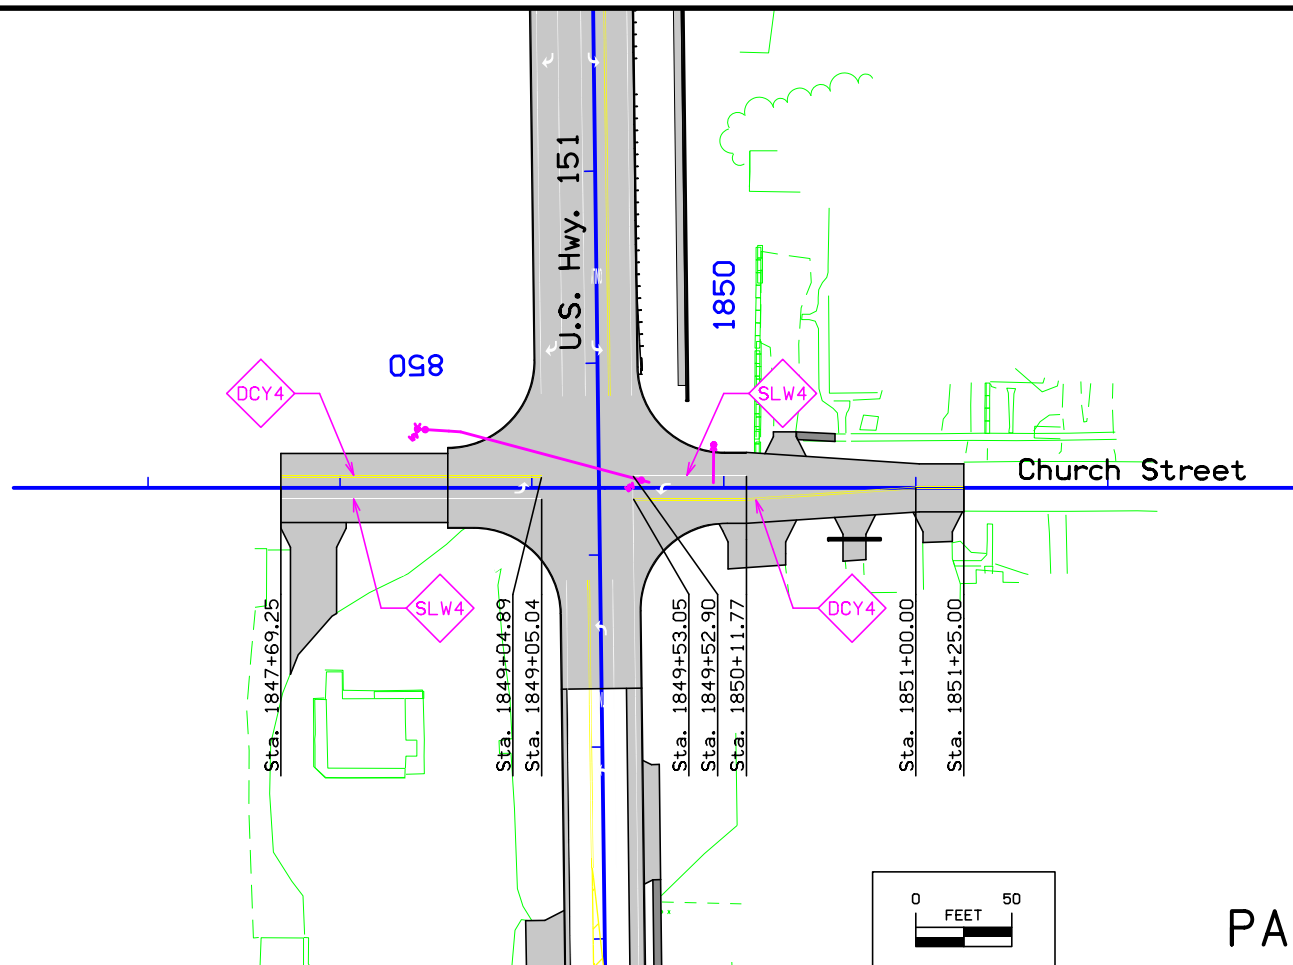 U.S. Hwy. 151
1850
850
DCY4
SLW4
Church Street
SLW4
DCY4
Sta. 1847+69.25
Sta. 1849+04.89
Sta. 1849+05.04
Sta. 1849+53.05
Sta. 1849+52.90
Sta. 1850+11.77
Sta. 1851+00.00
Sta. 1851+25.00
0 50
FEET
PA